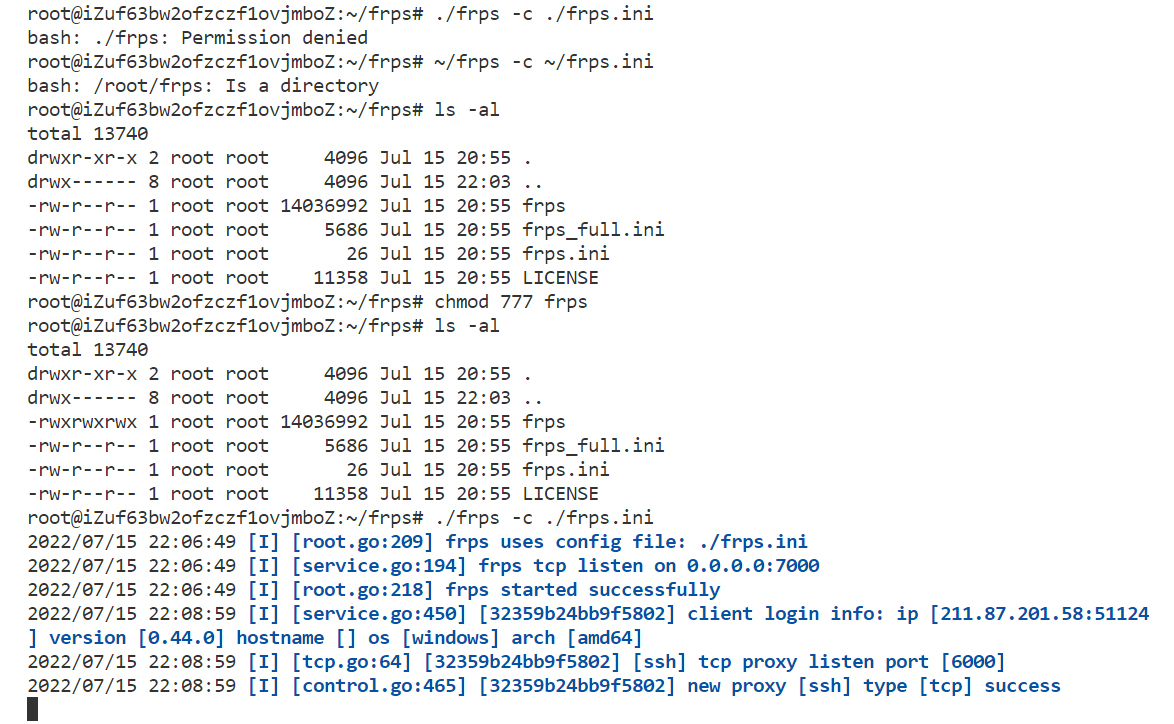 root@iZuf63bw2ofzczf1ovjmboZ:~/frps# ./frps -c ./frps.ini
bash: ./frps: Permission denied
root@iZuf63bw2ofzczf1ovjmboZ:~/frps# ~/frps -c ~/frps.ini
bash: /root/frps: Is a directory
root@iZuf63bw2ofzczf1ovjmboZ:~/frps# ls -al
total 13740
drwxr-xr-x 2 root root     4096 Jul 15 20:55 .
drwx------ 8 root root     4096 Jul 15 22:03 ..
-rw-r--r-- 1 root root 14036992 Jul 15 20:55 frps
-rw-r--r-- 1 root root     5686 Jul 15 20:55 frps_full.ini
-rw-r--r-- 1 root root       26 Jul 15 20:55 frps.ini
-rw-r--r-- 1 root root    11358 Jul 15 20:55 LICENSE
root@iZuf63bw2ofzczf1ovjmboZ:~/frps# chmod 777 frps
root@iZuf63bw2ofzczf1ovjmboZ:~/frps# ls -al
total 13740
drwxr-xr-x 2 root root     4096 Jul 15 20:55 .
drwx------ 8 root root     4096 Jul 15 22:03 ..
-rwxrwxrwx 1 root root 14036992 Jul 15 20:55 frps
-rw-r--r-- 1 root root     5686 Jul 15 20:55 frps_full.ini
-rw-r--r-- 1 root root       26 Jul 15 20:55 frps.ini
-rw-r--r-- 1 root root    11358 Jul 15 20:55 LICENSE
root@iZuf63bw2ofzczf1ovjmboZ:~/frps# ./frps -c ./frps.ini
2022/07/15 22:06:49 [I] [root.go:209] frps uses config file: ./frps.ini
2022/07/15 22:06:49 [I] [service.go:194] frps tcp listen on 0.0.0.0:7000
2022/07/15 22:06:49 [I] [root.go:218] frps started successfully
2022/07/15 22:08:59 [I] [service.go:450] [32359b24bb9f5802] client login info: ip [211.87.201.58:51124
] version [0.44.0] hostname [] os [windows] arch [amd64]
2022/07/15 22:08:59 [I] [tcp.go:64] [32359b24bb9f5802] [ssh] tcp proxy listen port [6000]
2022/07/15 22:08:59 [I] [control.go:465] [32359b24bb9f5802] new proxy [ssh] type [tcp] success